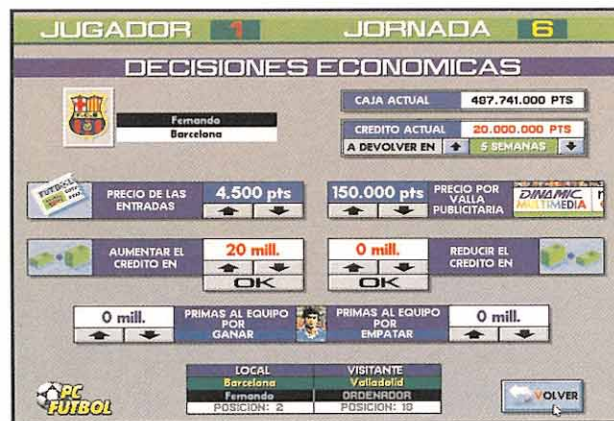 JUGADOR 1 JORNADA 6
DECISIONES ECONOMICAS
Fernando
Barcelona
CAJA ACTUAL 487.741.000 PTS
CREDITO ACTUAL 20.000.000 PTS
A DEVOLVER EN 5 SEMANAS
FUTBOL
PRECIO DE LAS
ENTRADAS
4.500 pts
150.000 pts
PRECIO POR
VALLA
PUBLICITARIA
DINAMIC
MULTIMEDIA
AUMENTAR EL
CREDITO EN
20 mill.
OK
0 mill.
OK
REDUCIR EL
CREDITO EN
0 mill.
PRIMAS AL EQUIPO
POR
GANAR
PRIMAS AL EQUIPO
POR
EMPATAR
0 mill.
LOCAL VISITANTE
Barcelona Valladolid
Fernando ORDENADOR
POSICION: 2 POSICION: 18
PC
FUTBOL
VOLVER